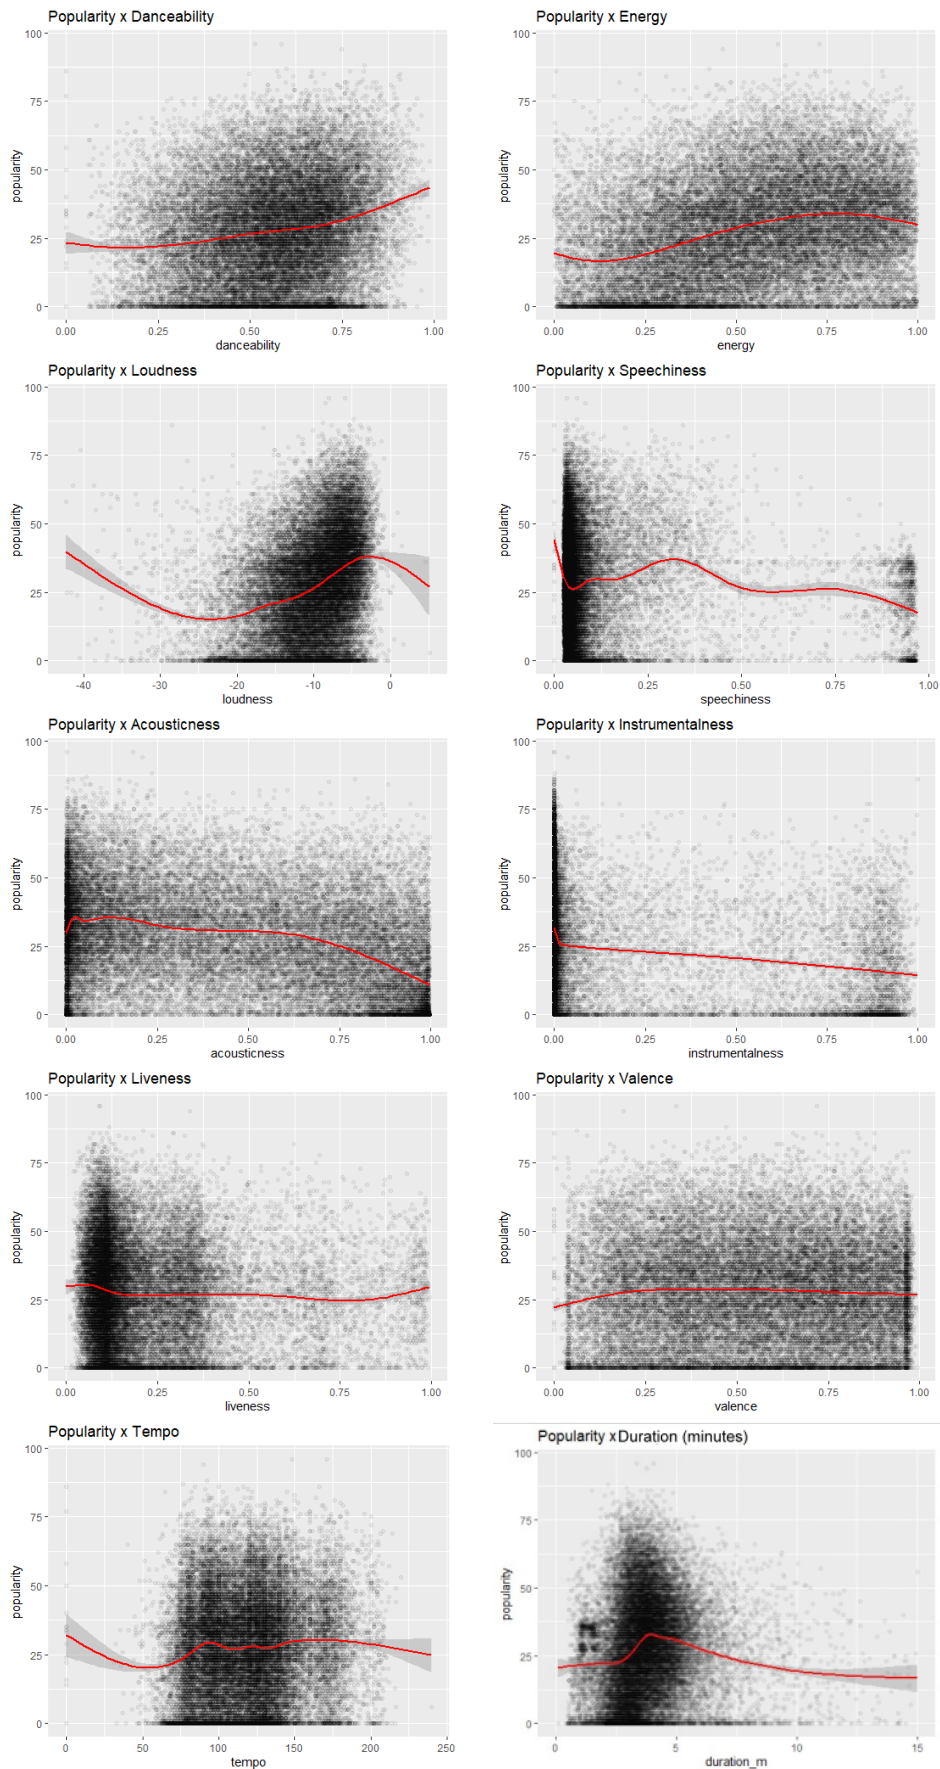 Popularity x Danceability
100
75
50
25
0
popularity
0.00 0.25 0.50 0.75 1.00
danceability
Popularity x Energy
100
75
50
25
0
popularity
0.00 0.25 0.50 0.75 1.00
energy
Popularity x Loudness
100
75
50
25
0
popularity
-40 -30 -20 -10 0
loudness
Popularity x Speechiness
100
75
50
25
0
popularity
0.00 0.25 0.50 0.75 1.00
speechiness
Popularity x Acousticness
100
75
50
25
0
popularity
0.00 0.25 0.50 0.75 1.00
acousticness
Popularity x Instrumentalness
100
75
50
25
0
popularity
0.00 0.25 0.50 0.75 1.00
instrumentalness
Popularity x Liveness
100
75
50
25
0
popularity
0.00 0.25 0.50 0.75 1.00
liveness
Popularity x Valence
100
75
50
25
0
popularity
0.00 0.25 0.50 0.75 1.00
valence
Popularity x Tempo
100
75
50
25
0
popularity
0 50 100 150 200 250
tempo
Popularity x Duration (minutes)
100
75
50
25
0
popularity
0 5 10 15
duration_m